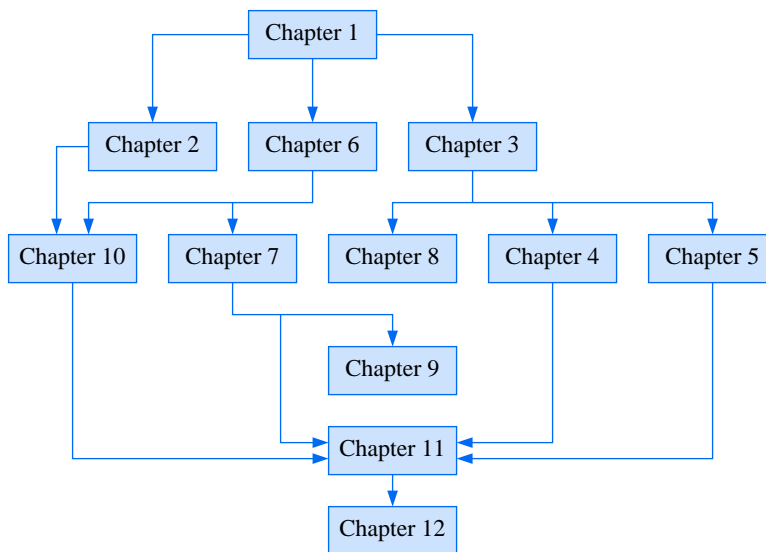 Chapter 1
Chapter 2
Chapter 6
Chapter 3
Chapter 10
Chapter 7
Chapter 8
Chapter 4
Chapter 5
Chapter 9
Chapter 11
Chapter 12